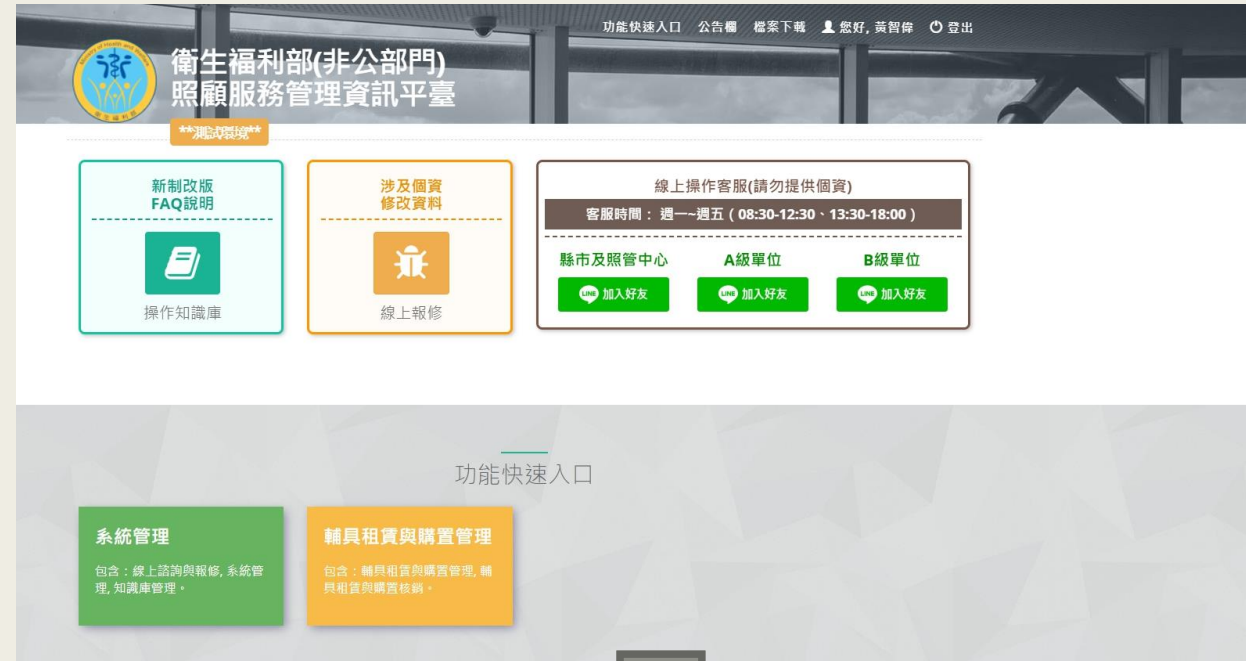 功能快速入口 公告欄 檔案下載 您好, 黃智偉 登出
衛生福利部(非公部門)
照顧服務管理資訊平臺
**測試環境**
新制改版
FAQ說明
操作知識庫
涉及個資
修改資料
線上報修
線上操作客服(請勿提供個資)
客服時間： 週一~週五 ( 08:30-12:30、13:30-18:00 )
縣市及照管中心 A級單位 B級單位
LINE 加入好友 LINE 加入好友 LINE 加入好友
功能快速入口
系統管理
包含：線上諮詢與報修, 系統管
理, 知識庫管理。
輔具租賃與購置管理
包含：輔具租賃與購置管理, 輔
具租賃與購置核銷。